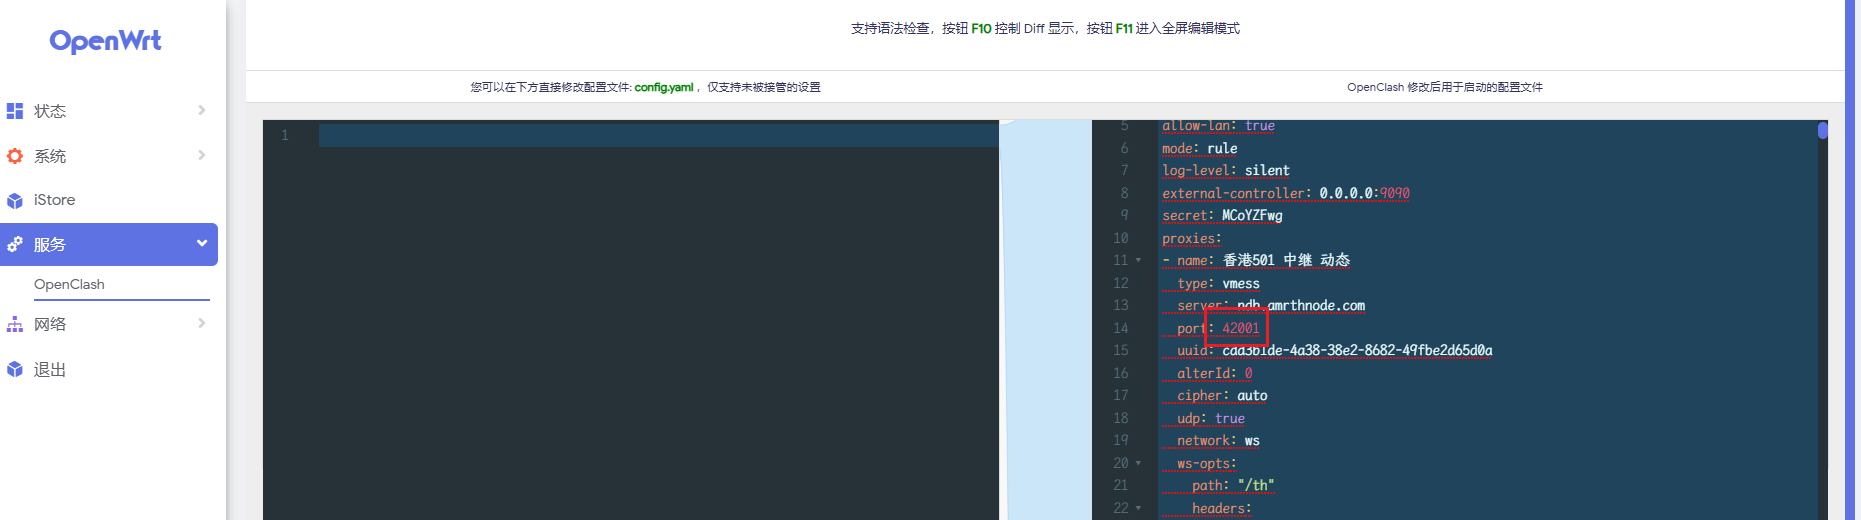 OpenWrt
状态
系统
iStore
服务
OpenClash
网络
退出
支持语法检查，按钮 F10 控制 Diff 显示，按钮 F11 进入全屏编辑模式
您可以在下方直接修改配置文件: config.yaml ，仅支持未被接管的设置
OpenClash 修改后用于启动的配置文件
1
5 allow-lan: true
6 mode: rule
7 log-level: silent
8 external-controller: 0.0.0.0:9090
9 secret: MCoYZFwg
10 proxies:
11 - name: 香港501 中继 动态
12 type: vmess
13 server: ndh.amrthnode.com
14 port: 42001
15 uuid: cdd3b1de-4a38-38e2-8682-49fbe2d65d0a
16 alterId: 0
17 cipher: auto
18 udp: true
19 network: ws
20 ws-opts:
21 path: "/th"
22 headers: